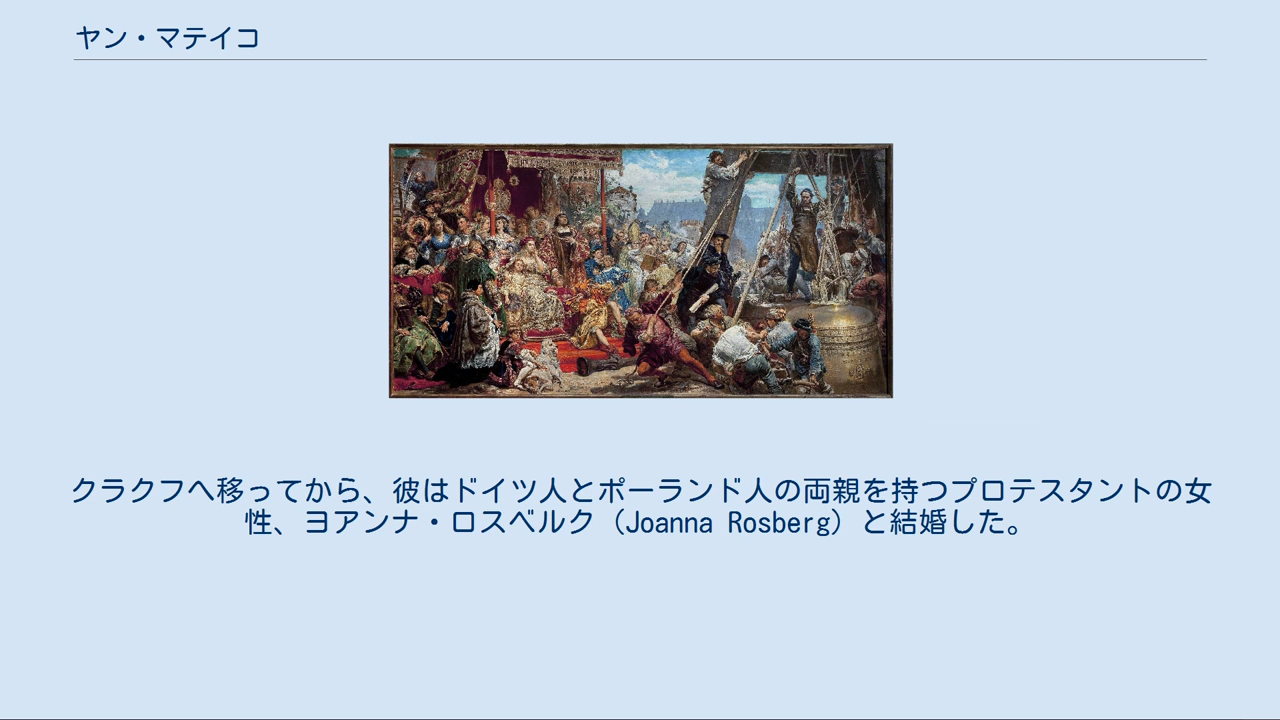 ヤン・マテイコ
クラクフへ移ってから、彼はドイツ人とポーランド人の両親を持つプロテスタントの女
性、ヨアンナ・ロスベルク（Joanna Rosberg）と結婚した。